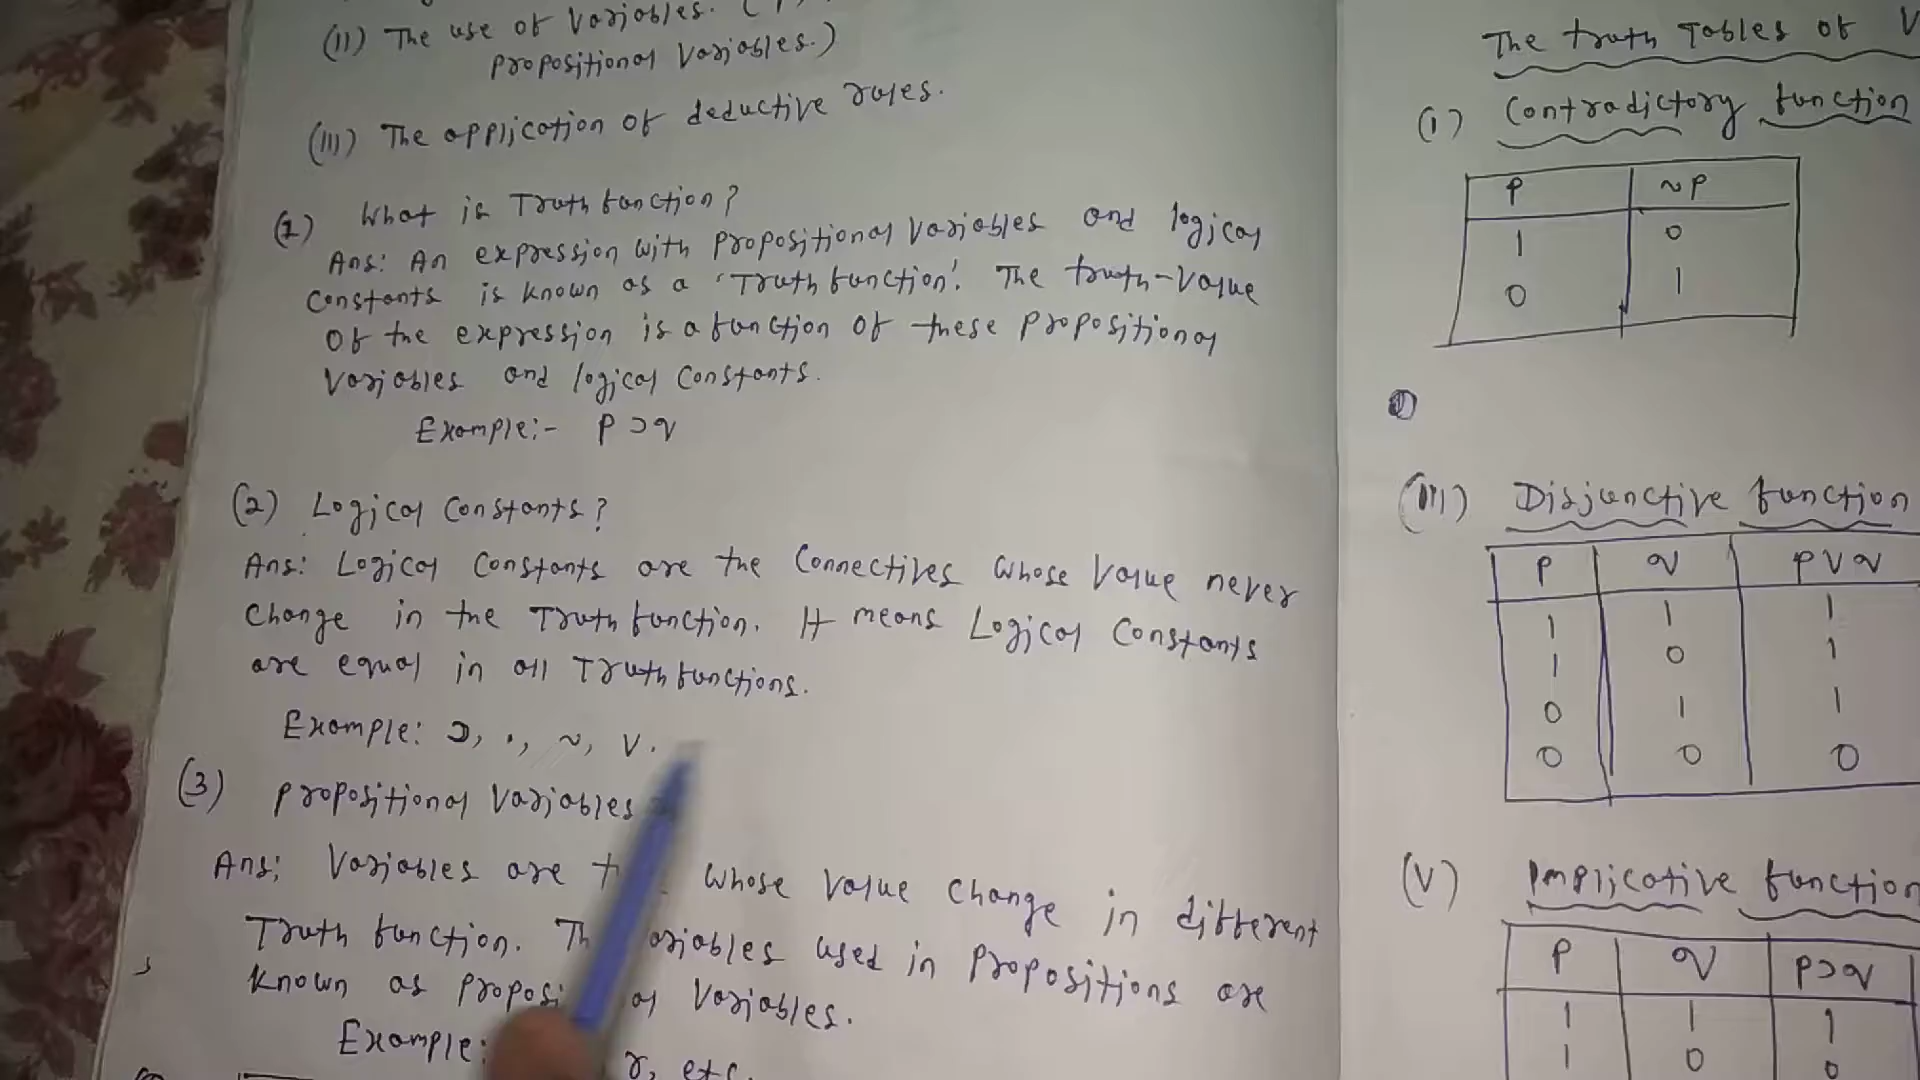 (II) The use of Variables. (
propositional Variables.)
(III) The application of deductive rules.
(1) What is Truth function?
Ans: An expression with propositional variables and logical
constants is known as a 'Truth function'. The truth-value
of the expression is a function of these propositional
variables and logical constants.
Example:- p ⊃ q
(2) Logical Constants?
Ans: Logical Constants are the Connectives whose value never
change in the Truth function. It means Logical Constants
are equal in all Truth functions.
Example: ⊃, ·, ~, v.
(3) propositional variables
Ans: Variables are whose value change in different
Truth function. variables used in propositions are
known as variables.
Example: r, etc.
The truth Tables of
(I) Contradictory function
p ~p
1 0
0 1
(III) Disjunctive function
p q p v q
1 1 1
1 0 1
0 1 1
0 0 0
(V) Implicative function
p q p ⊃ q
1 1 1
1 0 0